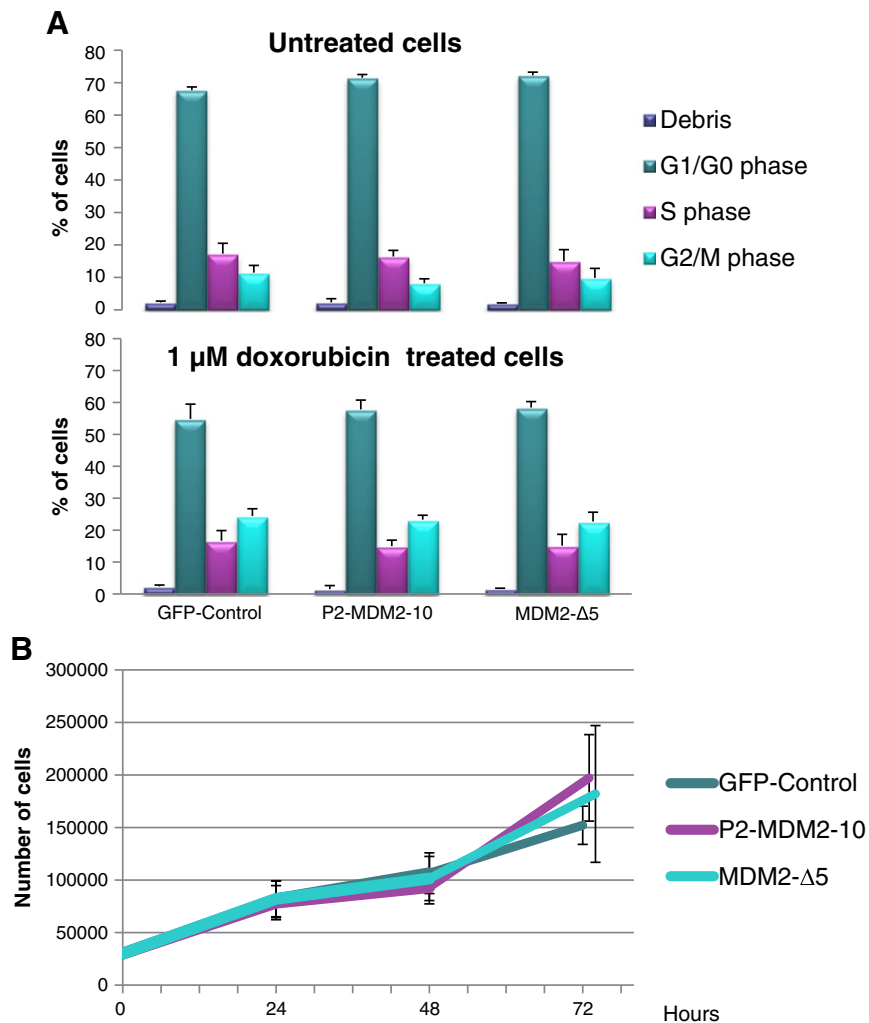 A
Untreated cells
80
70
60
50
40
30
20
10
0
% of cells
Debris
G1/G0 phase
S phase
G2/M phase
1 µM doxorubicin treated cells
80
70
60
50
40
30
20
10
0
% of cells
GFP-Control
P2-MDM2-10
MDM2-Δ5
B
300000
250000
200000
150000
100000
50000
0
Number of cells
0
24
48
72
Hours
GFP-Control
P2-MDM2-10
MDM2-Δ5